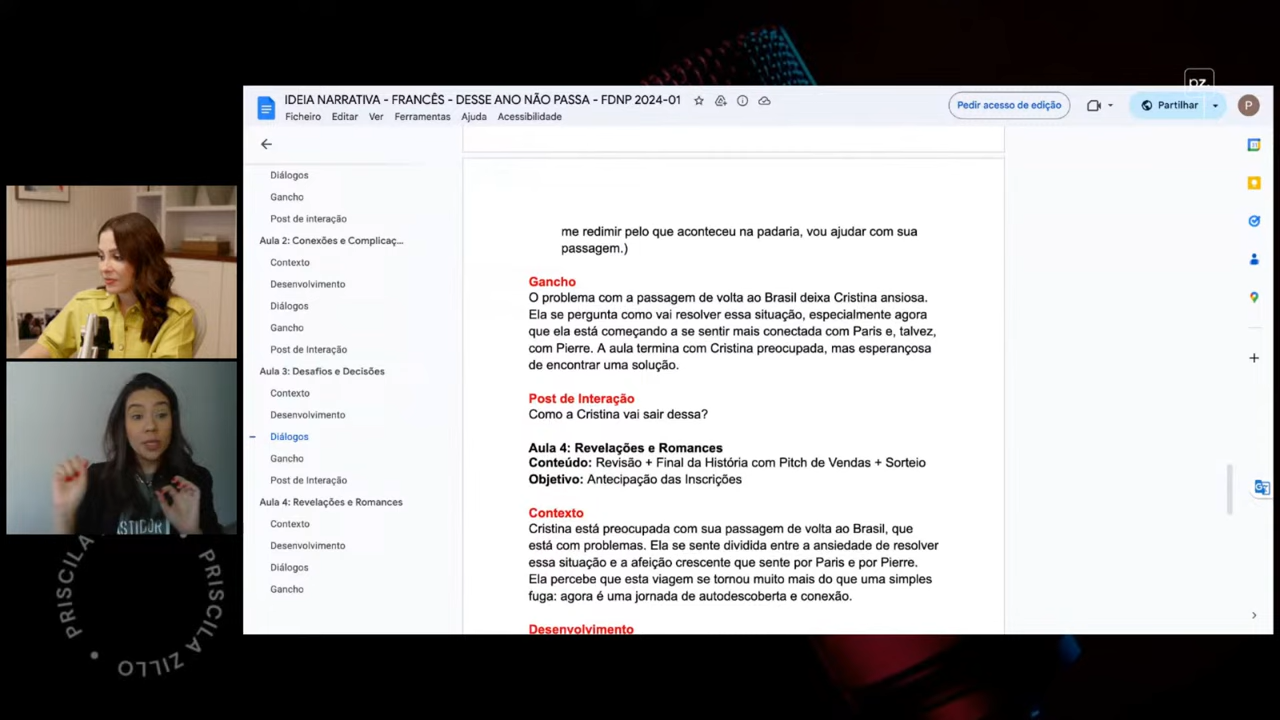 pz.
IDEIA NARRATIVA - FRANCÊS - DESSE ANO NÃO PASSA - FDNP 2024-01
Pedir acesso de edição
Partilhar
P
Ficheiro Editar Ver Ferramentas Ajuda Acessibilidade
Diálogos
Gancho
Post de interação
Aula 2: Conexões e Complicaç...
Contexto
Desenvolvimento
Diálogos
Gancho
Post de Interação
Aula 3: Desafios e Decisões
Contexto
Desenvolvimento
Diálogos
Gancho
Post de Interação
Aula 4: Revelações e Romances
Contexto
Desenvolvimento
Diálogos
Gancho
me redimir pelo que aconteceu na padaria, vou ajudar com sua
passagem.)
Gancho
O problema com a passagem de volta ao Brasil deixa Cristina ansiosa.
Ela se pergunta como vai resolver essa situação, especialmente agora
que ela está começando a se sentir mais conectada com Paris e, talvez,
com Pierre. A aula termina com Cristina preocupada, mas esperançosa
de encontrar uma solução.
Post de Interação
Como a Cristina vai sair dessa?
Aula 4: Revelações e Romances
Conteúdo: Revisão + Final da História com Pitch de Vendas + Sorteio
Objetivo: Antecipação das Inscrições
Contexto
Cristina está preocupada com sua passagem de volta ao Brasil, que
está com problemas. Ela se sente dividida entre a ansiedade de resolver
essa situação e a afeição crescente que sente por Paris e por Pierre.
Ela percebe que esta viagem se tornou muito mais do que uma simples
fuga: agora é uma jornada de autodescoberta e conexão.
Desenvolvimento
PRISCILA
PRISCILA ZILLO